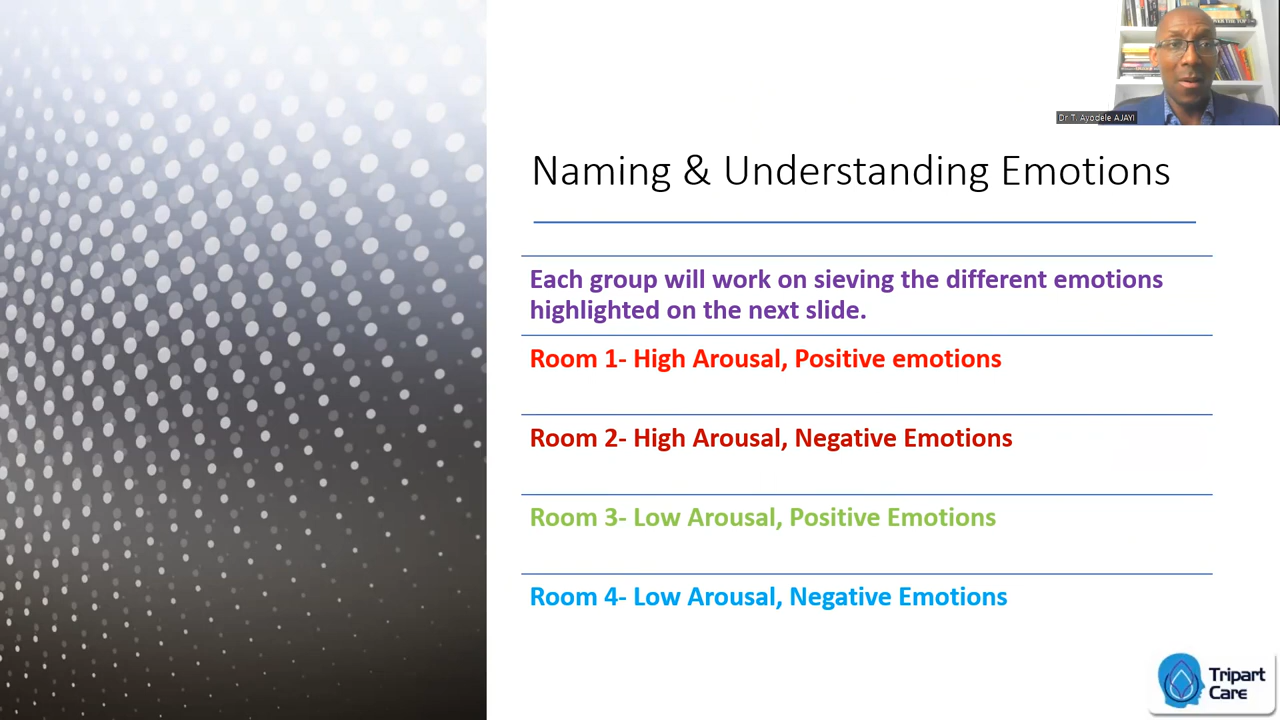 Dr T. Ayodele AJAYI
Naming & Understanding Emotions
Each group will work on sieving the different emotions
highlighted on the next slide.
Room 1- High Arousal, Positive emotions
Room 2- High Arousal, Negative Emotions
Room 3- Low Arousal, Positive Emotions
Room 4- Low Arousal, Negative Emotions
Tripart
Care